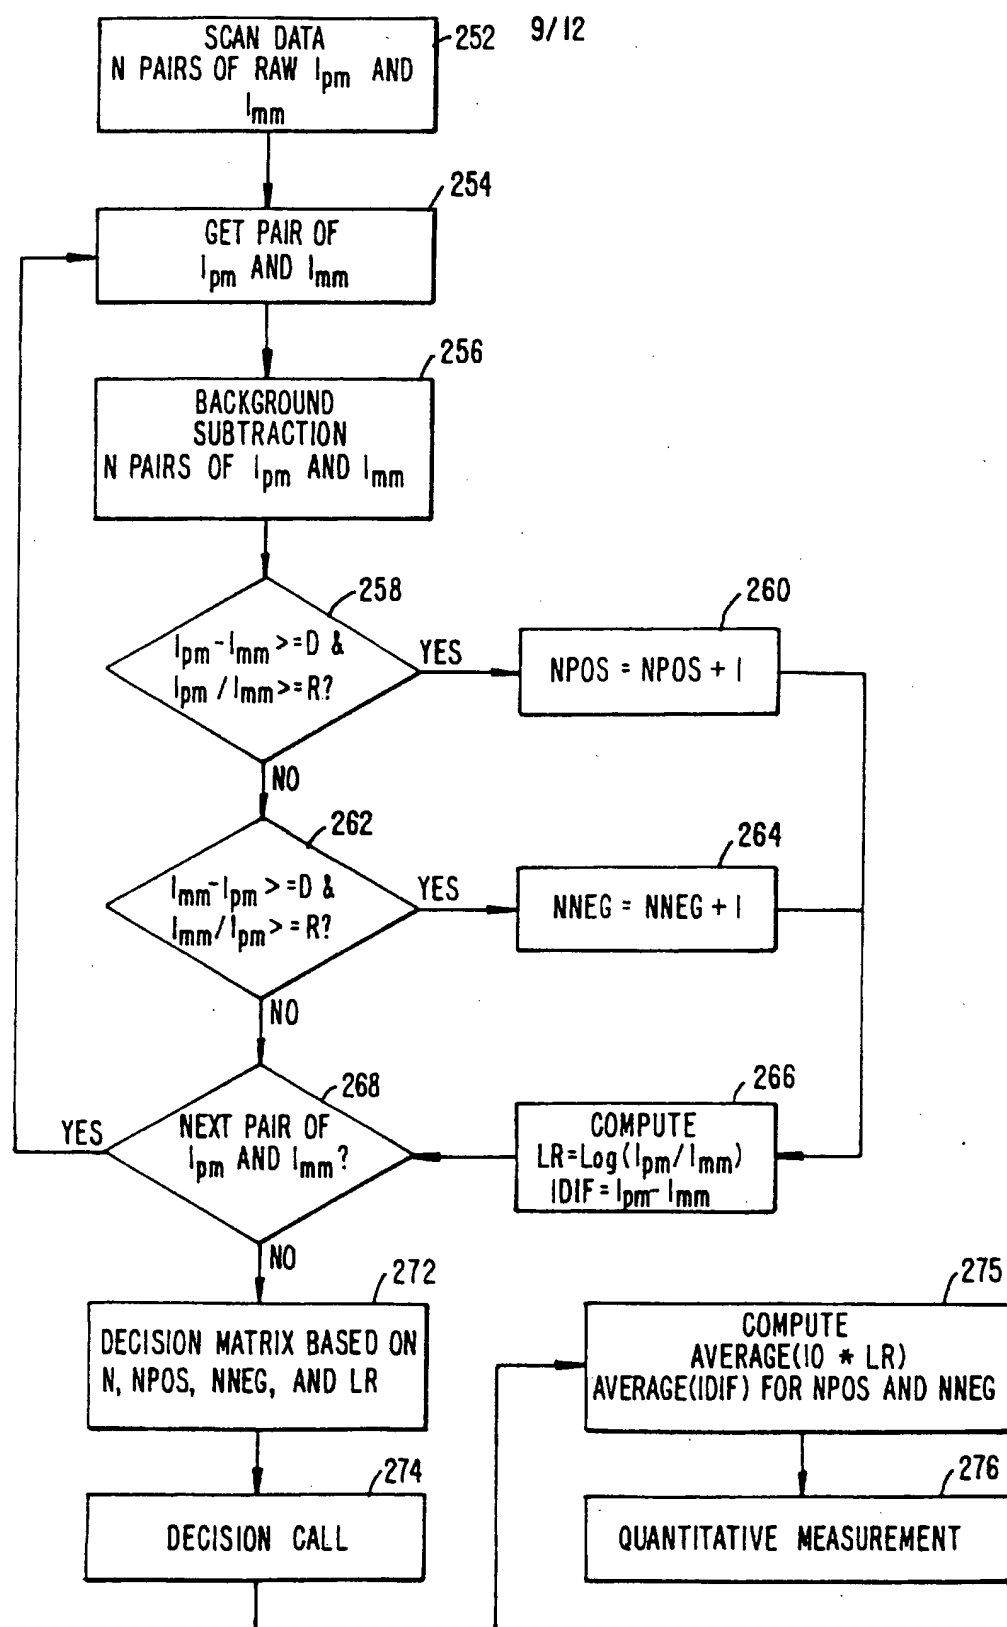 SCAN DATA
N PAIRS OF RAW Ipm AND
Imm
252
9/12
254
GET PAIR OF
Ipm AND Imm
256
BACKGROUND
SUBTRACTION
N PAIRS OF Ipm AND Imm
258
Ipm-Imm>=D &
Ipm/Imm>=R?
YES
260
NPOS = NPOS + 1
NO
262
Imm-Ipm>=D &
Imm/Ipm>=R?
YES
264
NNEG = NNEG + 1
NO
268
NEXT PAIR OF
Ipm AND Imm?
YES
266
COMPUTE
LR=Log(Ipm/Imm)
IDIF=Ipm-Imm
NO
272
DECISION MATRIX BASED ON
N, NPOS, NNEG, AND LR
275
COMPUTE
AVERAGE(10 * LR)
AVERAGE(IDIF) FOR NPOS AND NNEG
274
DECISION CALL
276
QUANTITATIVE MEASUREMENT